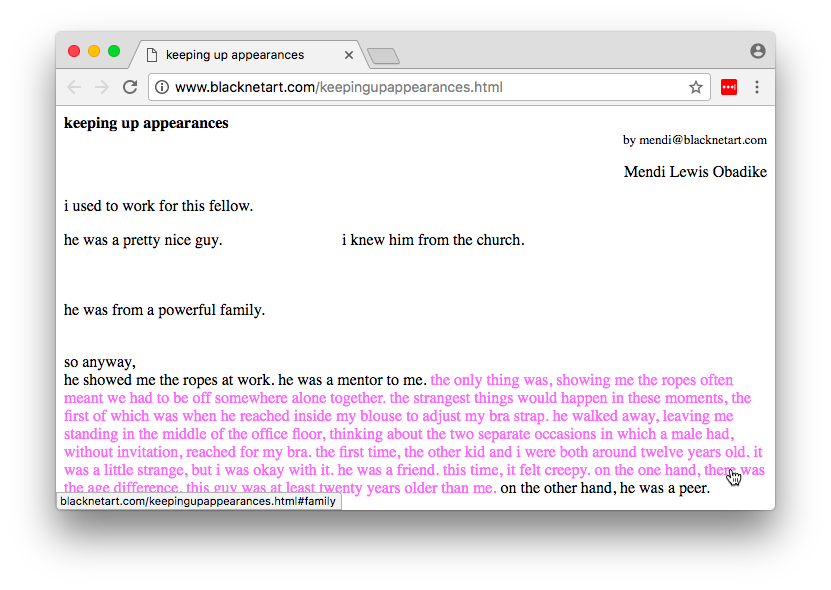 keeping up appearances
www.blacknetart.com/keepingupappearances.html
keeping up appearances
by mendi@blacknetart.com
Mendi Lewis Obadike
i used to work for this fellow.
he was a pretty nice guy. i knew him from the church.
he was from a powerful family.
so anyway,
he showed me the ropes at work. he was a mentor to me. the only thing was, showing me the ropes often
meant we had to be off somewhere alone together. the strangest things would happen in these moments, the
first of which was when he reached inside my blouse to adjust my bra strap. he walked away, leaving me
standing in the middle of the office floor, thinking about the two separate occasions in which a male had,
without invitation, reached for my bra. the first time, the other kid and i were both around twelve years old. it
was a little strange, but i was okay with it. he was a friend. this time, it felt creepy. on the one hand, there was
the age difference. this guy was at least twenty years older than me. on the other hand, he was a peer.
blacknetart.com/keepingupappearances.html#family